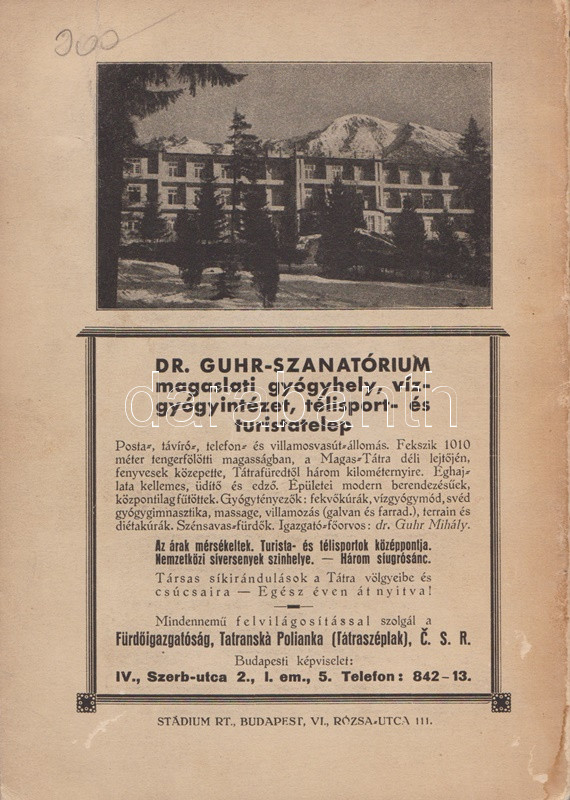 300
DR. GUHR-SZANATÓRIUM
magaslati gyógyhely, víz-
gyógyintézet, télisport- és
turistatelep
darabanth
Posta-, távíró-, telefon- és villamosvasút-állomás. Fekszik 1010
méter tengerfölötti magasságban, a Magas-Tátra déli lejtőjén,
fenyvesek közepette, Tátrafüredtől három kilométernyire. Éghaj-
lata kellemes, üdítő és edző. Épületei modern berendezésűek,
központilag fűtöttek. Gyógytényezők: fekvőkúrák, vízgyógymód, svéd
gyógygimnasztika, massage, villamozás (galvan és farrad.), terrain és
diétakúrák. Szénsavas-fürdők. Igazgató-főorvos: dr. Guhr Mihály.
Az árak mérsékeltek. Turista- és télisportok középpontja.
Nemzetközi síversenyek színhelye. — Három síugrósánc.
Társas síkirándulások a Tátra völgyeibe és
csúcsaira — Egész éven át nyitva!
Mindennemű felvilágosítással szolgál a
Fürdőigazgatóság, Tatranskà Polianka (Tátraszéplak), Č. S. R.
Budapesti képviselet:
IV., Szerb-utca 2., I. em., 5. Telefon: 842-13.
STÁDIUM RT., BUDAPEST, VI., RÓZSA-UTCA 111.